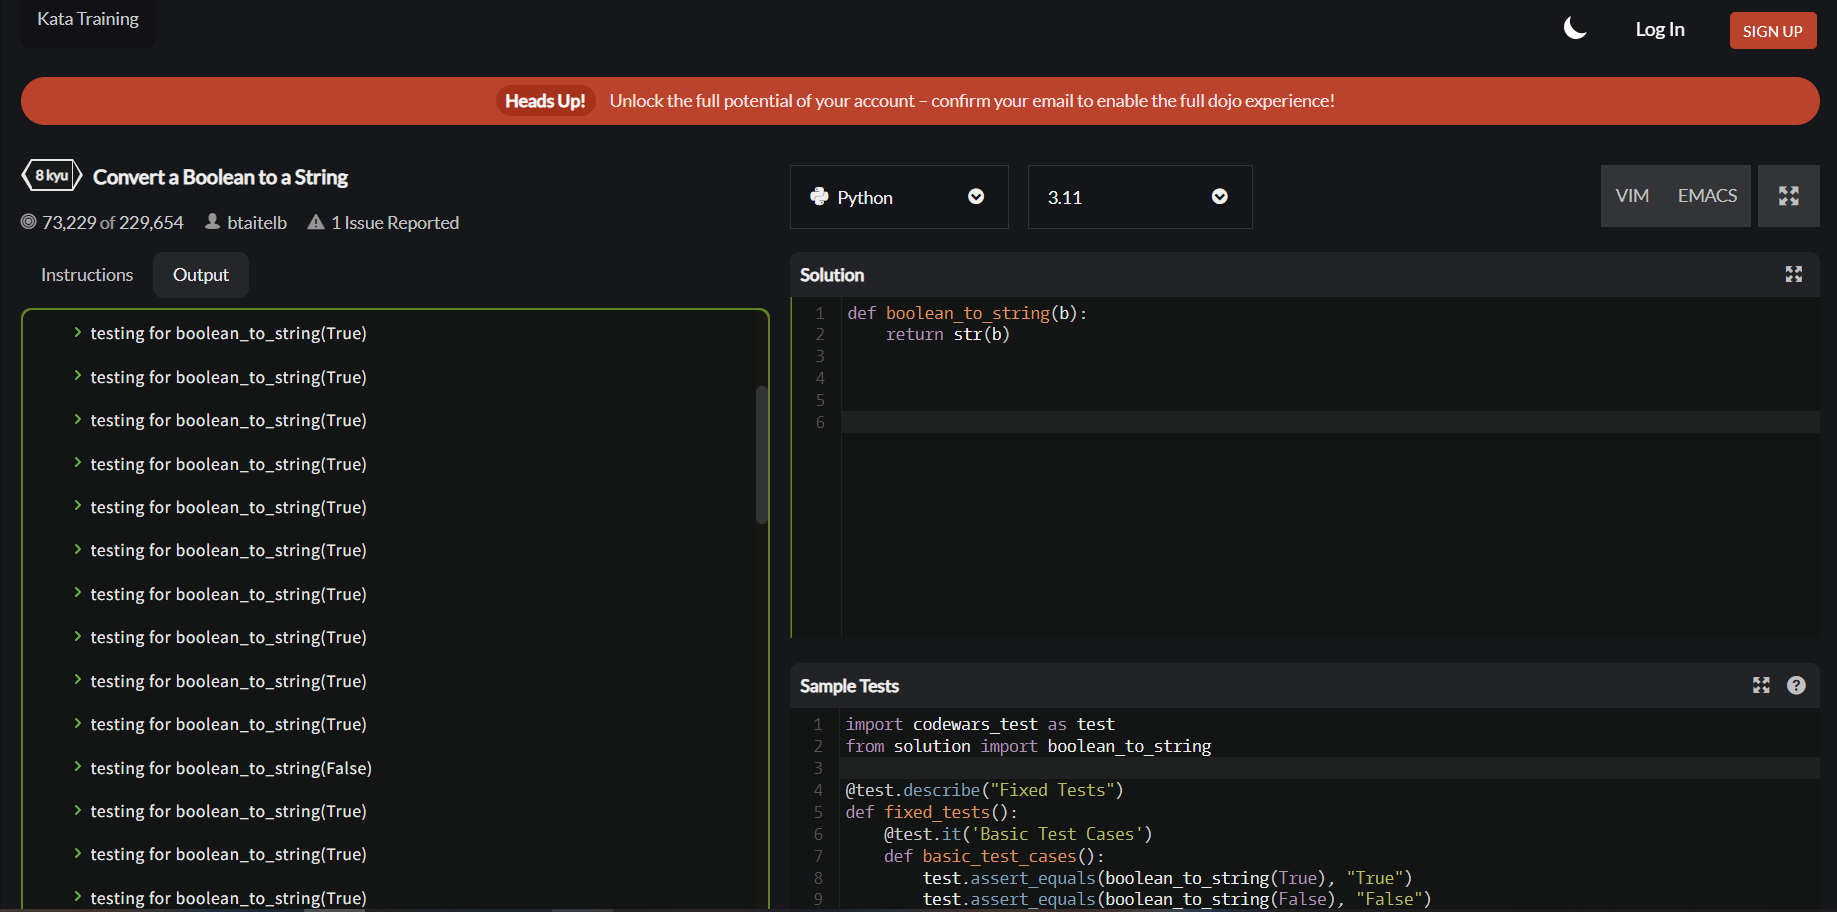 Kata Training
Log In
SIGN UP
Heads Up! Unlock the full potential of your account – confirm your email to enable the full dojo experience!
8 kyu Convert a Boolean to a String
73,229 of 229,654 btaitelb 1 Issue Reported
Python
3.11
VIM EMACS
Instructions Output
testing for boolean_to_string(True)
testing for boolean_to_string(True)
testing for boolean_to_string(True)
testing for boolean_to_string(True)
testing for boolean_to_string(True)
testing for boolean_to_string(True)
testing for boolean_to_string(True)
testing for boolean_to_string(True)
testing for boolean_to_string(True)
testing for boolean_to_string(True)
testing for boolean_to_string(False)
testing for boolean_to_string(True)
testing for boolean_to_string(True)
testing for boolean_to_string(True)
Solution
1 def boolean_to_string(b):
2     return str(b)
3
4
5
6
Sample Tests
?
1 import codewars_test as test
2 from solution import boolean_to_string
3
4 @test.describe("Fixed Tests")
5 def fixed_tests():
6     @test.it('Basic Test Cases')
7     def basic_test_cases():
8         test.assert_equals(boolean_to_string(True), "True")
9         test.assert_equals(boolean_to_string(False), "False")